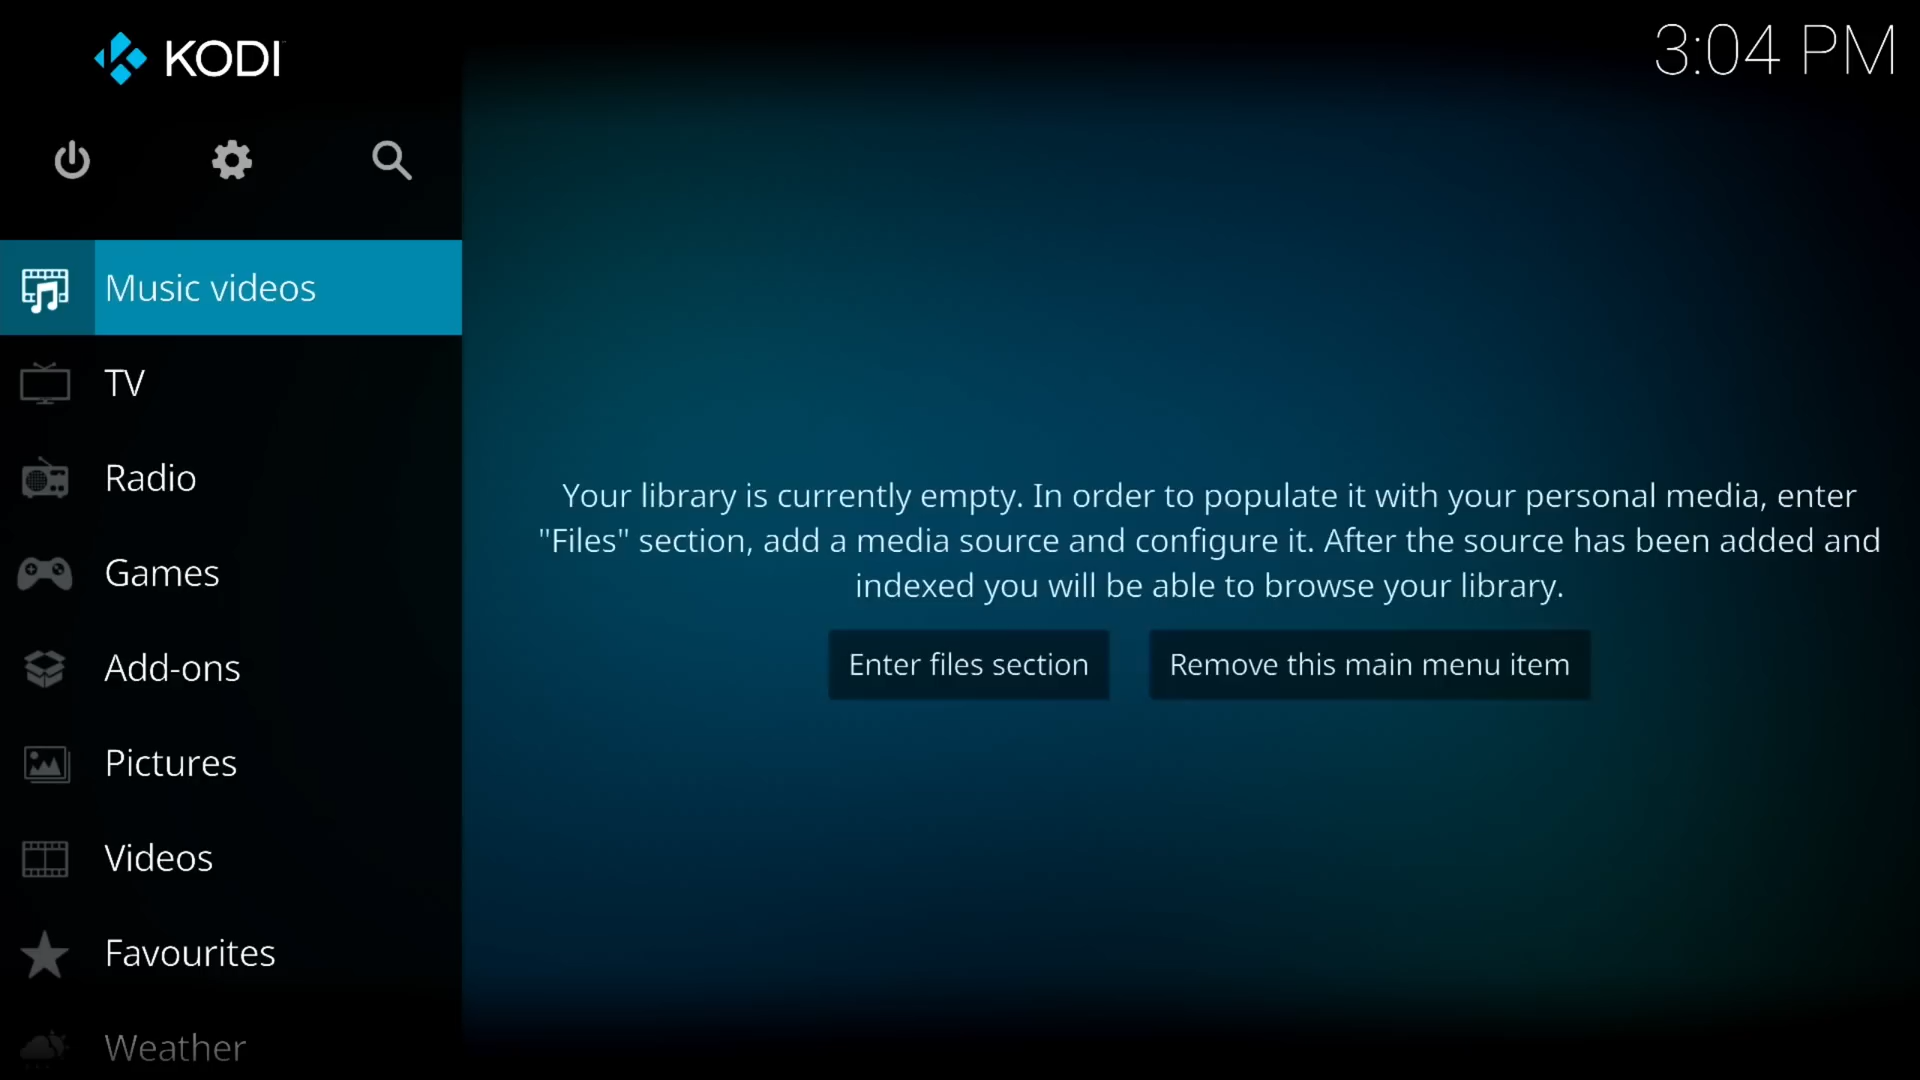 KODI
3:04 PM
Music videos
TV
Radio
Games
Add-ons
Pictures
Videos
Favourites
Weather
Your library is currently empty. In order to populate it with your personal media, enter
"Files" section, add a media source and configure it. After the source has been added and
indexed you will be able to browse your library.
Enter files section
Remove this main menu item